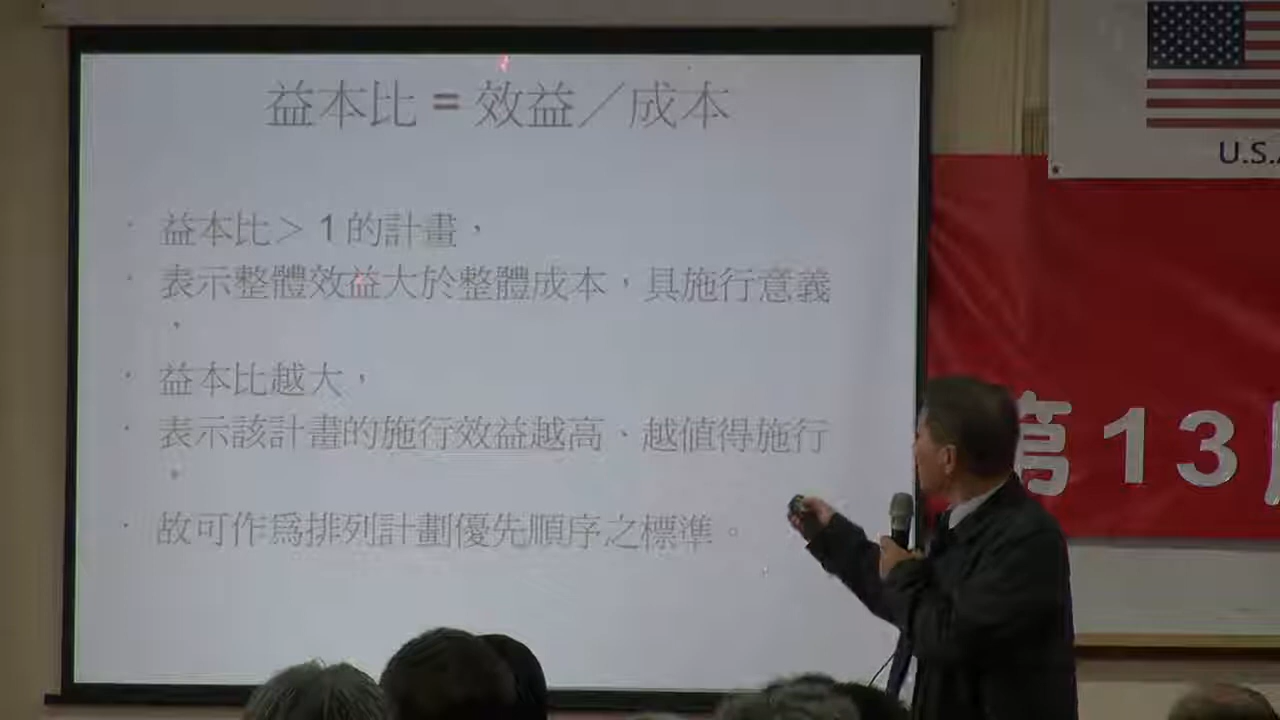 益本比 = 效益／成本
益本比＞ 1 的計畫，
表示整體效益大於整體成本，具施行意義
，
益本比越大，
表示該計畫的施行效益越高、越值得施行
。
故可作爲排列計劃優先順序之標準。
U.S.
第 13